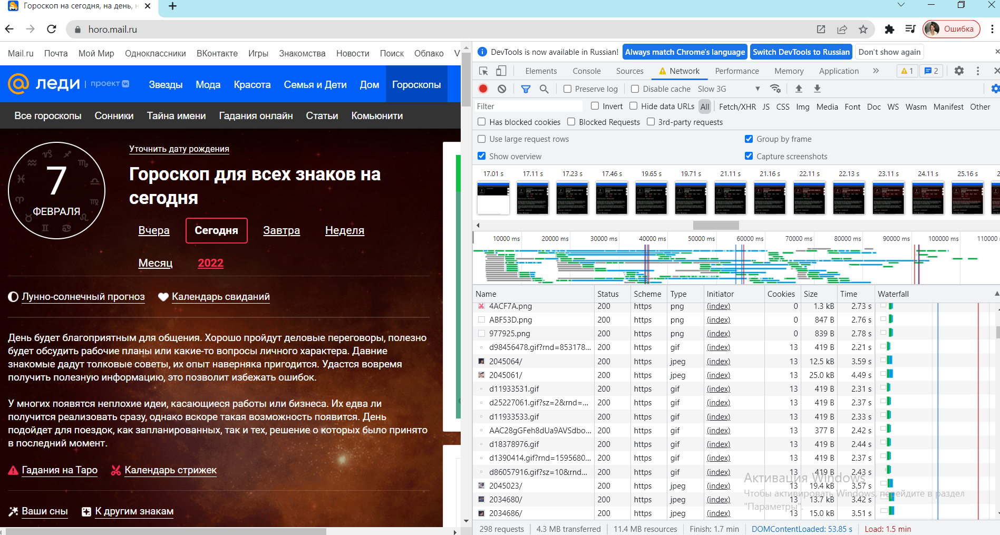 Гороскоп на сегодня, на день, н
horo.mail.ru
Ошибка
Mail.ru Почта Мой Мир Одноклассники ВКонтакте Игры Знакомства Новости Поиск Облако V
леди проект Звезды Мода Красота Семья и Дети Дом Гороскопы
Все гороскопы Сонники Тайна имени Гадания онлайн Статьи Комьюнити
7
ФЕВРАЛЯ
Уточнить дату рождения
Гороскоп для всех знаков на
сегодня
Вчера Сегодня Завтра Неделя
Месяц 2022
Лунно-солнечный прогноз Календарь свиданий
День будет благоприятным для общения. Хорошо пройдут деловые переговоры, полезно
будет обсудить рабочие планы или какие-то вопросы личного характера. Давние
знакомые дадут толковые советы, их опыт наверняка пригодится. Удастся вовремя
получить полезную информацию, это позволит избежать ошибок.
У многих появятся неплохие идеи, касающиеся работы или бизнеса. Их едва ли
получится реализовать сразу, однако вскоре такая возможность появится. День
подойдет для поездок, как запланированных, так и тех, решение о которых было принято
в последний момент.
Гадания на Таро Календарь стрижек
Ваши сны К другим знакам
DevTools is now available in Russian! Always match Chrome's language Switch DevTools to Russian Don't show again
Elements Console Sources Network Performance Memory Application 1 2
Preserve log Disable cache Slow 3G
Filter Invert Hide data URLs All Fetch/XHR JS CSS Img Media Font Doc WS Wasm Manifest Other
Has blocked cookies Blocked Requests 3rd-party requests
Use large request rows Group by frame
Show overview Capture screenshots
17.01 s 17.11 s 17.23 s 17.46 s 19.65 s 19.71 s 21.11 s 21.16 s 22.11 s 22.13 s 23.11 s 24.11 s 25.16 s 2
10000 ms 20000 ms 30000 ms 40000 ms 50000 ms 60000 ms 70000 ms 80000 ms 90000 ms 100000 ms 110000
Name Status Scheme Type Initiator Cookies Size Time Waterfall
4ACF7A.png 200 https png (index) 0 1.3 kB 2.73 s
ABF53D.png 200 https png (index) 0 847 B 2.76 s
977925.png 200 https png (index) 0 839 B 2.78 s
d98456478.gif?rnd=853178... 200 https gif (index) 13 419 B 2.21 s
2045064/ 200 https jpeg (index) 13 12.5 kB 3.59 s
2045061/ 200 https jpeg (index) 13 25.0 kB 4.49 s
d11933531.gif 200 https gif (index) 13 419 B 2.31 s
d25227061.gif?sz=2&rnd=... 200 https gif (index) 13 419 B 2.37 s
d11933533.gif 200 https gif (index) 13 419 B 2.33 s
AAC28gGFeh8dUa9AVSdbo... 200 https gif (index) 13 377 B 2.42 s
d18378976.gif 200 https gif (index) 13 419 B 2.44 s
d1390414.gif?rnd=1595680... 200 https gif (index) 13 419 B 2.37 s
d86057916.gif?sz=10&rnd... 200 https gif (index) 13 419 B 2.43 s
2045023/ 200 https jpeg (index) 13 19.4 kB 3.57 s
2034680/ 200 https jpeg (index) 13 13.7 kB 3.42 s
2034686/ 200 https jpeg (index) 13 15.0 kB 3.51 s
Активация Windows
Чтобы активировать Windows, перейдите в раздел
"Параметры".
298 requests 4.3 MB transferred 11.4 MB resources Finish: 1.7 min DOMContentLoaded: 53.85 s Load: 1.5 min